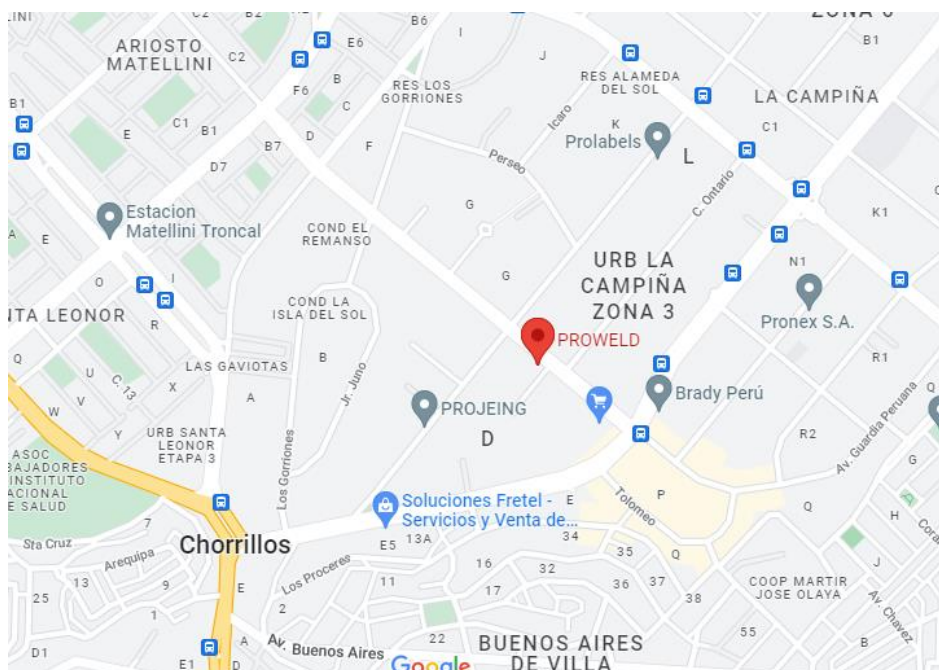 ARIOSTO
MATELLINI
C2
B2
E6
B6
I
J
B1
RES LOS
GORRIONES
RES ALAMEDA
DEL SOL
LA CAMPIÑA
B
F6
C
B1
E
C1
B1
D7
B7
D
F
Icaro
K
Prolabels
L
C1
Perseo
G
C. Ontario
K1
Estacion
Matellini Troncal
COND EL
REMANSO
A
E
O
I
G
URB LA
CAMPIÑA
ZONA 3
N1
Pronex S.A.
NTA LEONOR
R
COND LA
ISLA DEL SOL
B
Jr. Juno
PROWELD
R1
Q
U
C. 13
X
V
W
Y
LAS GAVIOTAS
A
PROJEING
D
Brady Perú
Q
URB SANTA
LEONOR
ETAPA 3
Los Gorriones
R2
Av. Guardia Peruana
G
ASOC
BAJADORES
INSTITUTO
ACIONAL
E SALUD
Soluciones Fretel -
Servicios y Venta de...
E
Tolomeo
P
Q
Q
H
7
Sta Cruz
Arequipa
Chorrillos
E5
13A
34
35
J
Los Proceres
13
9
25
1
E
2
11
16
17
32
36
37
38
COOP MARTIR
JOSE OLAYA
Av. Chavez
D1
A
E1
D
Av. Buenos Aires
22
BUENOS AIRES
DE VILLA
55
B
Google